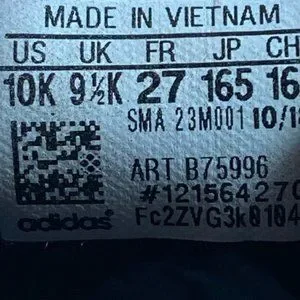 MADE IN VIETNAM
US UK FR JP CH
10K 9½K 27 165 16
SMA 23M001 10/1
ART B75996
#121564270
Fc2ZVG3k0104
adidas